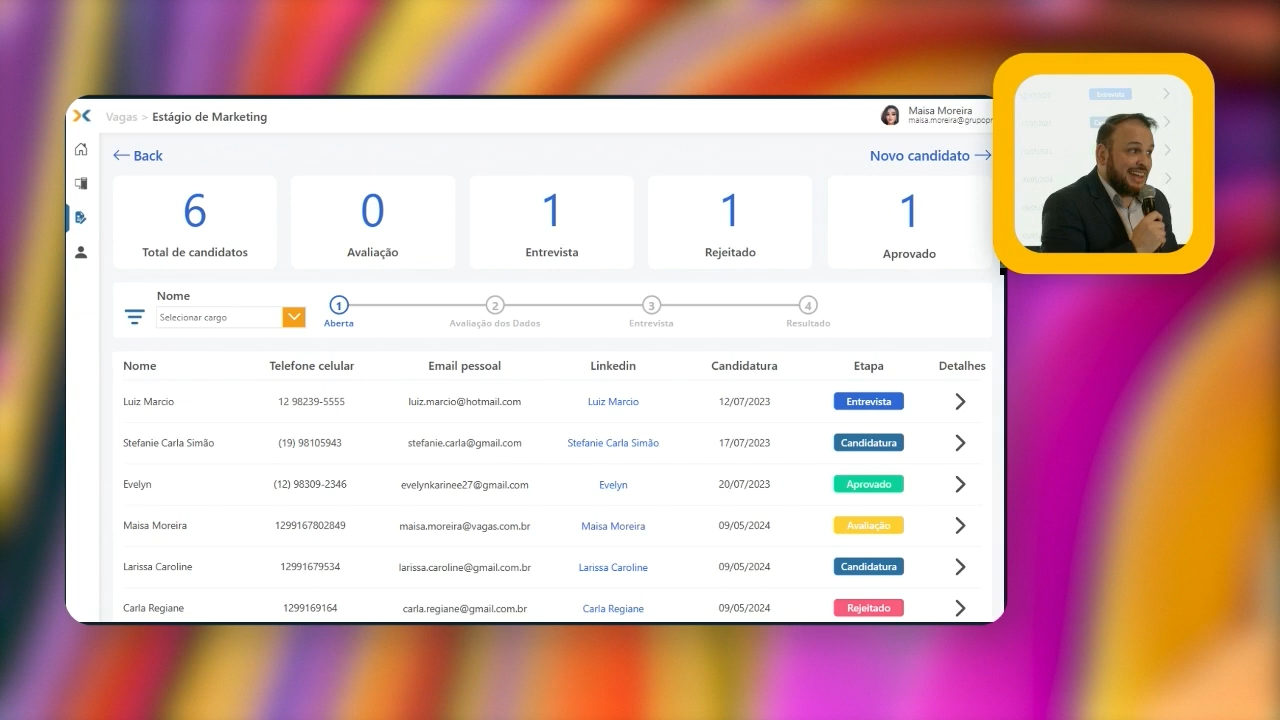 Vagas > Estágio de Marketing
Maisa Moreira
maisa.moreira@grupopr
Back
Novo candidato
6
0
1
1
1
Total de candidatos
Avaliação
Entrevista
Rejeitado
Aprovado
Nome
Selecionar cargo
1
2
3
4
Aberta
Avaliação dos Dados
Entrevista
Resultado
Nome Telefone celular Email pessoal Linkedin Candidatura Etapa Detalhes
Luiz Marcio 12 98239-5555 luiz.marcio@hotmail.com Luiz Marcio 12/07/2023 Entrevista
Stefanie Carla Simão (19) 98105943 stefanie.carla@gmail.com Stefanie Carla Simão 17/07/2023 Candidatura
Evelyn (12) 98309-2346 evelynkarinee27@gmail.com Evelyn 20/07/2023 Aprovado
Maisa Moreira 1299167802849 maisa.moreira@vagas.com.br Maisa Moreira 09/05/2024 Avaliação
Larissa Caroline 12991679534 larissa.caroline@gmail.com.br Larissa Caroline 09/05/2024 Candidatura
Carla Regiane 1299169164 carla.regiane@gmail.com.br Carla Regiane 09/05/2024 Rejeitado
Entrevista